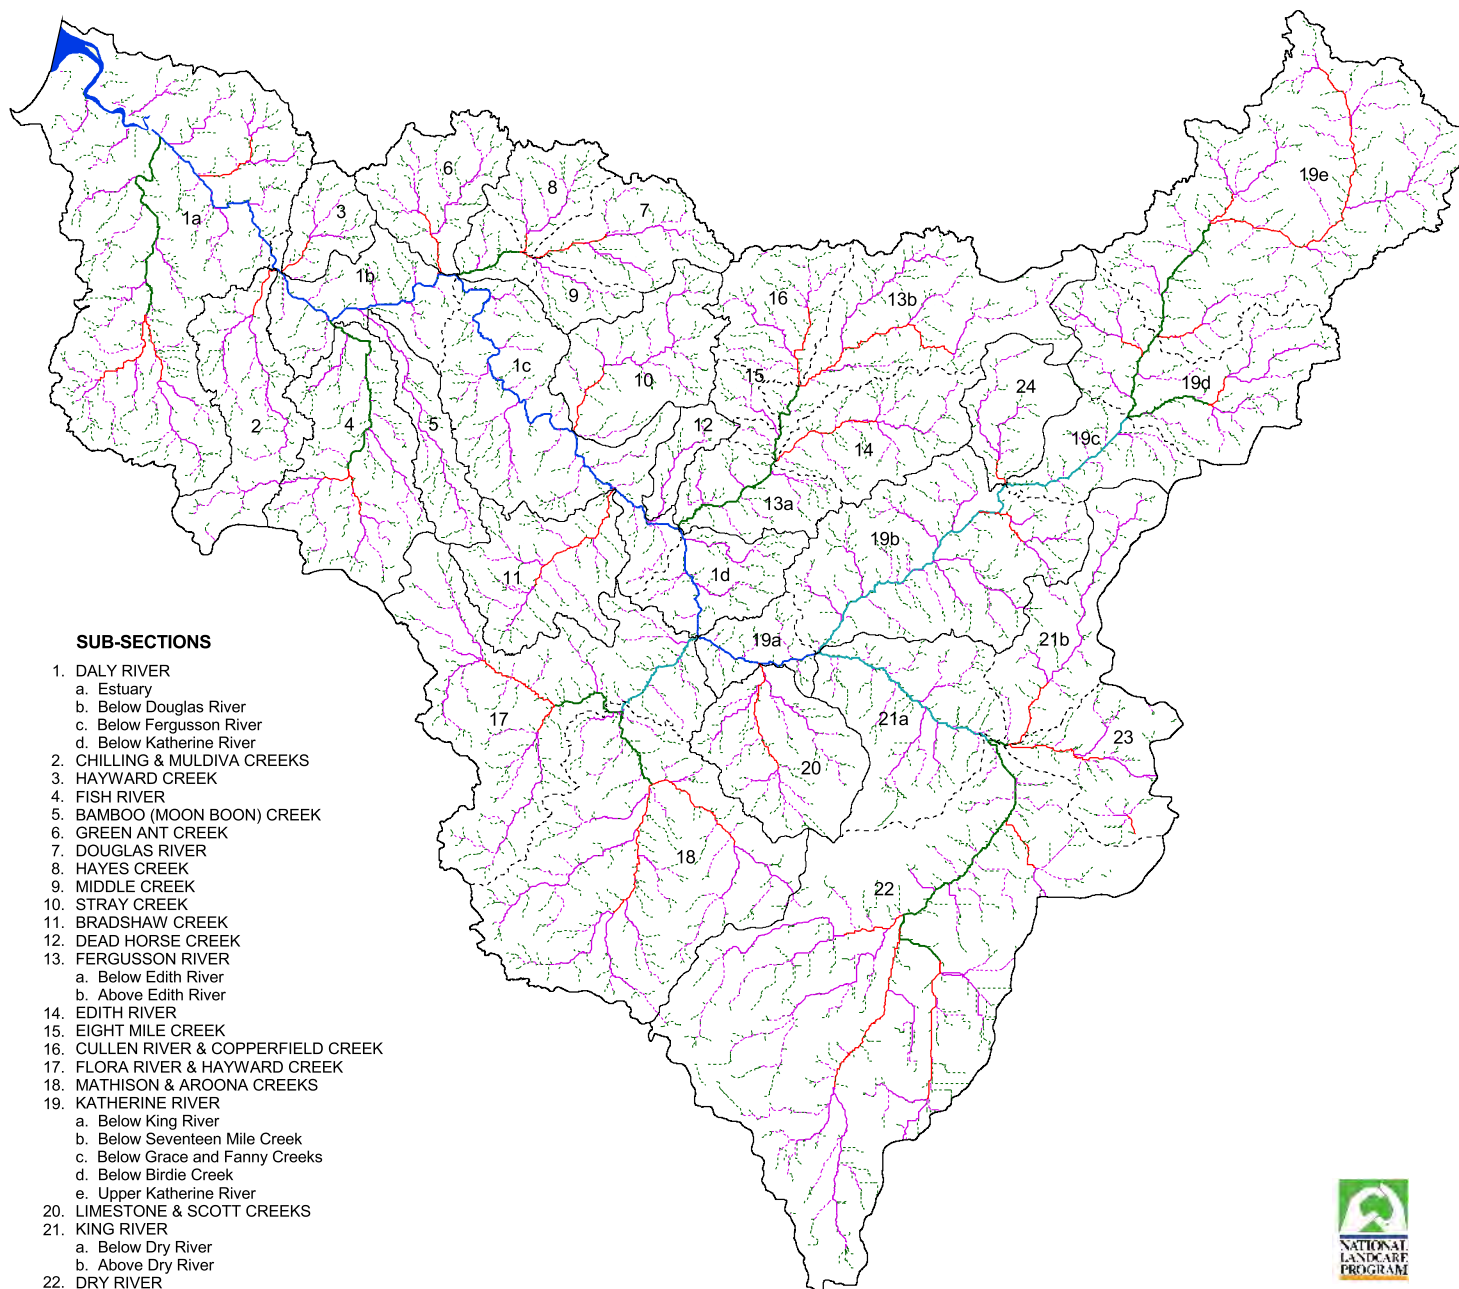 6
8
3
7
19e
1a
1b
9
16
13b
1c
10
15
24
19d
2
4
5
12
14
19c
13a
11
1d
19b
19a
21b
17
21a
23
20
18
22
SUB-SECTIONS
1. DALY RIVER
a. Estuary
b. Below Douglas River
c. Below Fergusson River
d. Below Katherine River
2. CHILLING & MULDIVA CREEKS
3. HAYWARD CREEK
4. FISH RIVER
5. BAMBOO (MOON BOON) CREEK
6. GREEN ANT CREEK
7. DOUGLAS RIVER
8. HAYES CREEK
9. MIDDLE CREEK
10. STRAY CREEK
11. BRADSHAW CREEK
12. DEAD HORSE CREEK
13. FERGUSSON RIVER
a. Below Edith River
b. Above Edith River
14. EDITH RIVER
15. EIGHT MILE CREEK
16. CULLEN RIVER & COPPERFIELD CREEK
17. FLORA RIVER & HAYWARD CREEK
18. MATHISON & AROONA CREEKS
19. KATHERINE RIVER
a. Below King River
b. Below Seventeen Mile Creek
c. Below Grace and Fanny Creeks
d. Below Birdie Creek
e. Upper Katherine River
20. LIMESTONE & SCOTT CREEKS
21. KING RIVER
a. Below Dry River
b. Above Dry River
22. DRY RIVER
NATIONAL
LANDCARE
PROGRAM